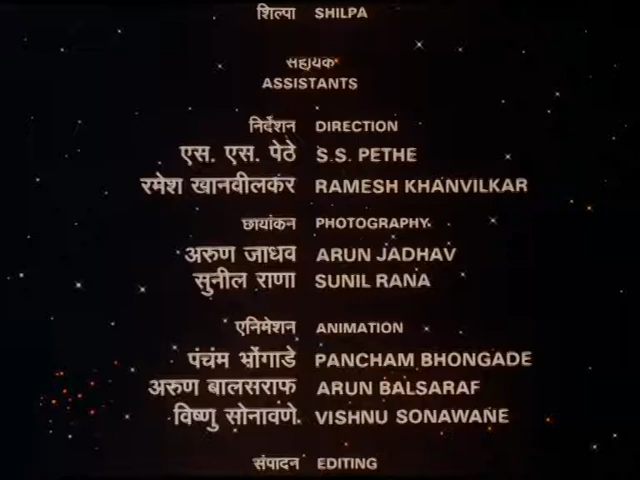 शिल्पा SHILPA
सहायक
ASSISTANTS
निर्देशन DIRECTION
एस. एस. पेठे S.S. PETHE
रमेश खानवीलकर RAMESH KHANVILKAR
छायांकन PHOTOGRAPHY
अरुण जाधव ARUN JADHAV
सुनील राणा SUNIL RANA
एनिमेशन ANIMATION
पंचम भोंगाडे PANCHAM BHONGADE
अरुण बालसराफ ARUN BALSARAF
विष्णु सोनावणे VISHNU SONAWANE
संपादन EDITING